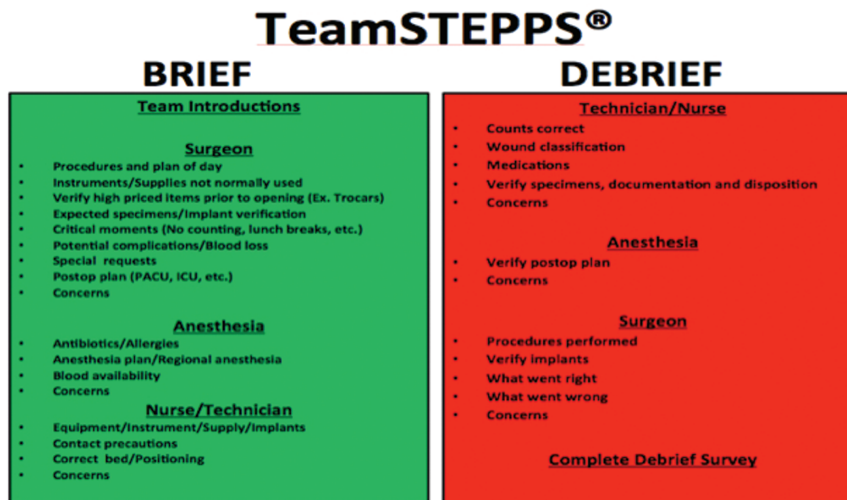 TeamSTEPPS®
BRIEF
Team Introductions
Surgeon
• Procedures and plan of day
• Instruments/Supplies not normally used
• Verify high priced items prior to opening (Ex. Trocars)
• Expected specimens/Implant verification
• Critical moments (No counting, lunch breaks, etc.)
• Potential complications/Blood loss
• Special requests
• Postop plan (PACU, ICU, etc.)
• Concerns
Anesthesia
• Antibiotics/Allergies
• Anesthesia plan/Regional anesthesia
• Blood availability
• Concerns
Nurse/Technician
• Equipment/Instrument/Supply/Implants
• Contact precautions
• Correct bed/Positioning
• Concerns
DEBRIEF
Technician/Nurse
• Counts correct
• Wound classification
• Medications
• Verify specimens, documentation and disposition
• Concerns
Anesthesia
• Verify postop plan
• Concerns
Surgeon
• Procedures performed
• Verify implants
• What went right
• What went wrong
• Concerns
Complete Debrief Survey